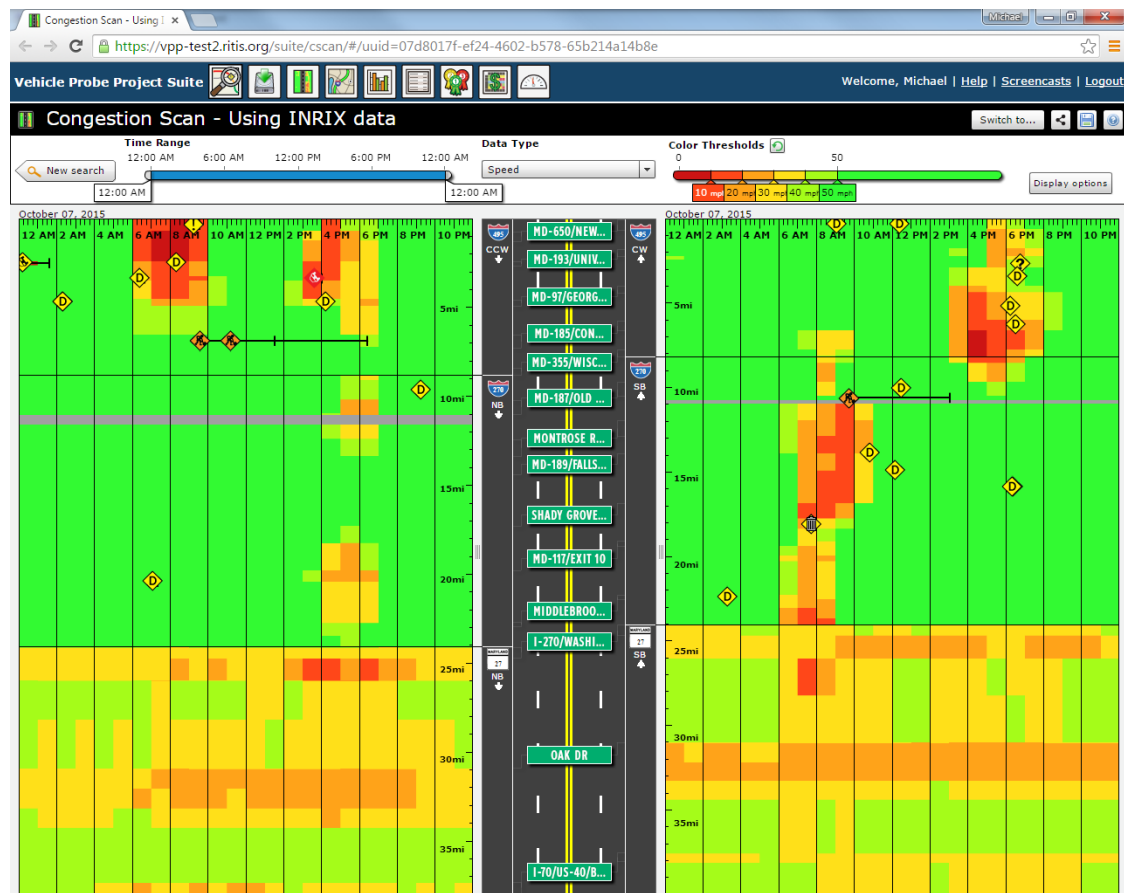 Congestion Scan - Using I
Michael
https://vpp-test2.ritis.org/suite/cscan/#/uuid=07d8017f-ef24-4602-b578-65b214a14b8e
Vehicle Probe Project Suite
Welcome, Michael | Help | Screencasts | Logout
Congestion Scan - Using INRIX data
Switch to...
New search
Time Range
12:00 AM 6:00 AM 12:00 PM 6:00 PM 12:00 AM
12:00 AM 12:00 AM
Data Type
Speed
Color Thresholds
0 50
10 mph 20 mph 30 mph 40 mph 50 mph
Display options
October 07, 2015
12 AM 2 AM 4 AM 6 AM 8 AM 10 AM 12 PM 2 PM 4 PM 6 PM 8 PM 10 PM
D
D
D
D
D
D
5mi
10mi
15mi
20mi
25mi
30mi
35mi
495
CCW
270
NB
MARYLAND
27
NB
MD-650/NEW...
MD-193/UNIV...
MD-97/GEORG...
MD-185/CON...
MD-355/WISC...
MD-187/OLD ...
MONTROSE R...
MD-189/FALLS...
SHADY GROVE...
MD-117/EXIT 10
MIDDLEBROO...
I-270/WASHI...
OAK DR
I-70/US-40/B...
495
CW
270
SB
MARYLAND
27
SB
October 07, 2015
12 AM 2 AM 4 AM 6 AM 8 AM 10 AM 12 PM 2 PM 4 PM 6 PM 8 PM 10 PM
D
D
?
D
D
D
D
D
D
D
D
5mi
10mi
15mi
20mi
25mi
30mi
35mi